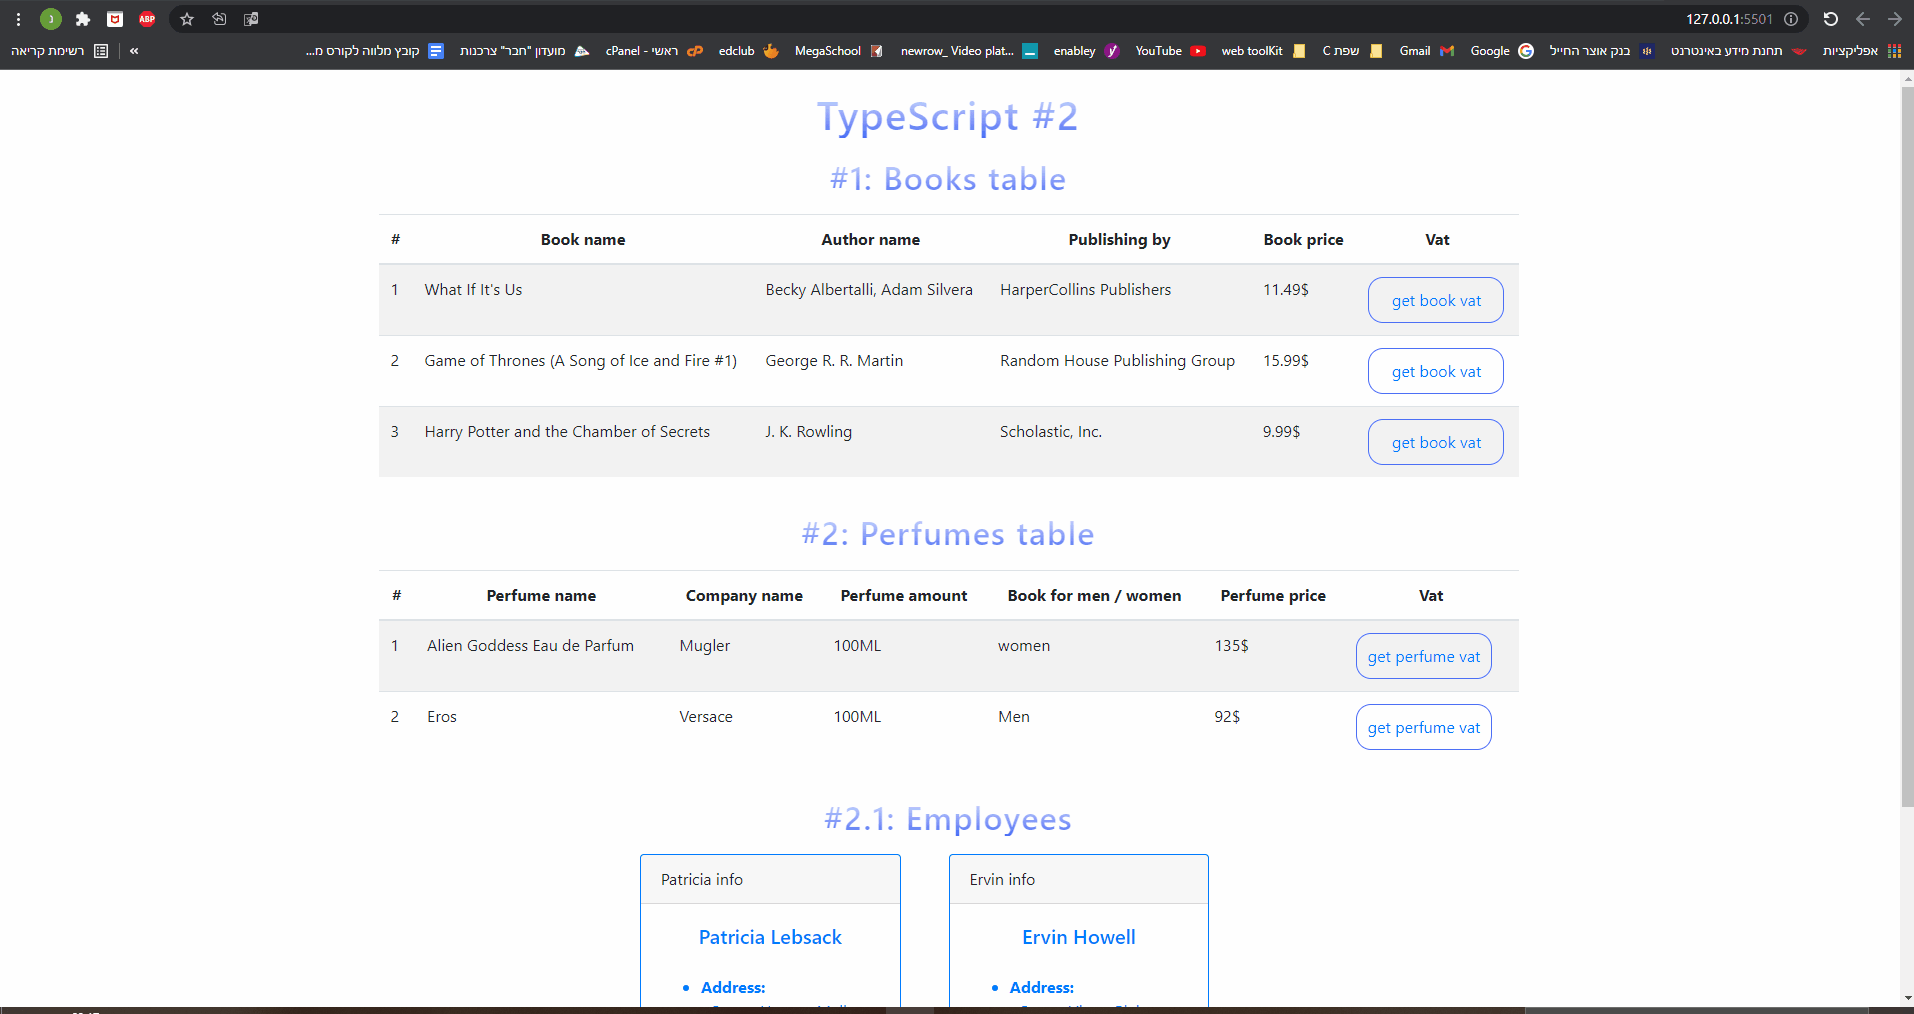 127.0.0.1:5501
נ
ABP
אפליקציות
תחנת מידע באינטרנט
בנק אוצר החייל
Google
Gmail
שפת C
web toolKit
YouTube
enabley
newrow_ Video plat...
MegaSchool
edclub
cPanel - ראשי
מועדון "חבר" צרכנות
קובץ מלווה לקורס מ...
«
רשימת קריאה
TypeScript #2
#1: Books table
# Book name Author name Publishing by Book price Vat
1 What If It's Us Becky Albertalli, Adam Silvera HarperCollins Publishers 11.49$ get book vat
2 Game of Thrones (A Song of Ice and Fire #1) George R. R. Martin Random House Publishing Group 15.99$ get book vat
3 Harry Potter and the Chamber of Secrets J. K. Rowling Scholastic, Inc. 9.99$ get book vat
#2: Perfumes table
# Perfume name Company name Perfume amount Book for men / women Perfume price Vat
1 Alien Goddess Eau de Parfum Mugler 100ML women 135$ get perfume vat
2 Eros Versace 100ML Men 92$ get perfume vat
#2.1: Employees
Patricia info
Patricia Lebsack
Address:
Ervin info
Ervin Howell
Address: